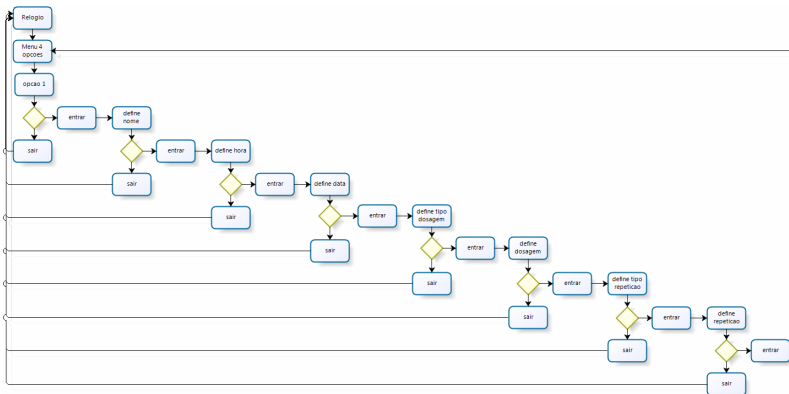 Relogio
Menu 4
opcoes
opcao 1
entrar
define
nome
sair
entrar
define hora
sair
entrar
define data
sair
entrar
define tipo
dosagem
sair
entrar
define
dosagem
sair
entrar
define tipo
repeticao
sair
entrar
define
repeticao
sair
entrar
sair